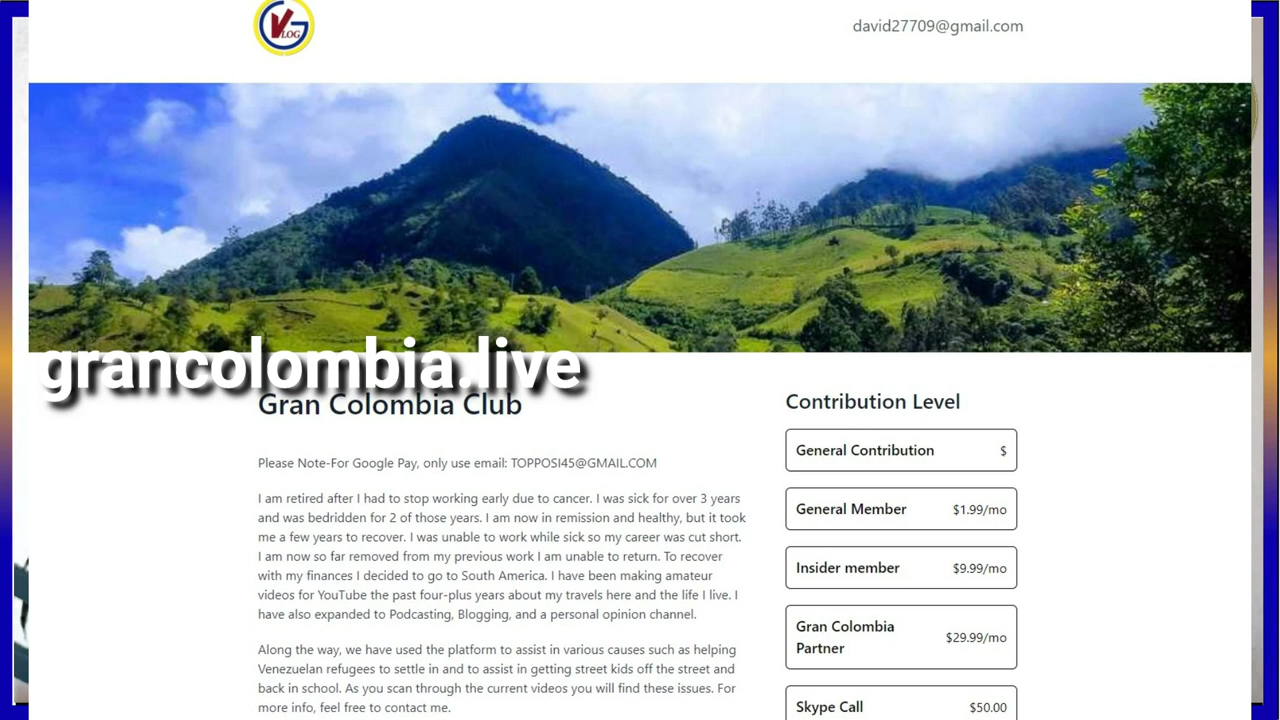 VLOG
david27709@gmail.com
grancolombia.live
Gran Colombia Club
Please Note-For Google Pay, only use email: TOPPOSI45@GMAIL.COM
I am retired after I had to stop working early due to cancer. I was sick for over 3 years
and was bedridden for 2 of those years. I am now in remission and healthy, but it took
me a few years to recover. I was unable to work while sick so my career was cut short.
I am now so far removed from my previous work I am unable to return. To recover
with my finances I decided to go to South America. I have been making amateur
videos for YouTube the past four-plus years about my travels here and the life I live. I
have also expanded to Podcasting, Blogging, and a personal opinion channel.
Along the way, we have used the platform to assist in various causes such as helping
Venezuelan refugees to settle in and to assist in getting street kids off the street and
back in school. As you scan through the current videos you will find these issues. For
more info, feel free to contact me.
Contribution Level
General Contribution $
General Member $1.99/mo
Insider member $9.99/mo
Gran Colombia
Partner $29.99/mo
Skype Call $50.00